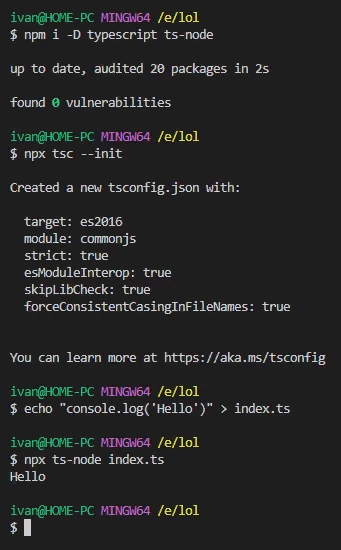 ivan@HOME-PC MINGW64 /e/lol
$ npm i -D typescript ts-node
up to date, audited 20 packages in 2s
found 0 vulnerabilities
ivan@HOME-PC MINGW64 /e/lol
$ npx tsc --init
Created a new tsconfig.json with:
target: es2016
module: commonjs
strict: true
esModuleInterop: true
skipLibCheck: true
forceConsistentCasingInFileNames: true
You can learn more at https://aka.ms/tsconfig
ivan@HOME-PC MINGW64 /e/lol
$ echo "console.log('Hello')" > index.ts
ivan@HOME-PC MINGW64 /e/lol
$ npx ts-node index.ts
Hello
ivan@HOME-PC MINGW64 /e/lol
$